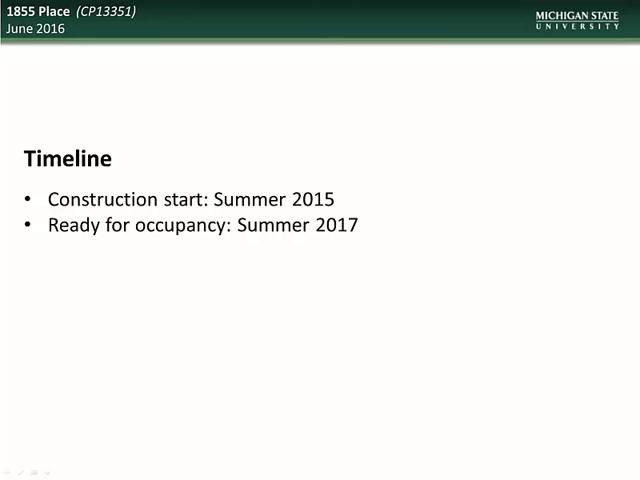 1855 Place (CP13351)
June 2016
MICHIGAN STATE
UNIVERSITY
Timeline
• Construction start: Summer 2015
• Ready for occupancy: Summer 2017